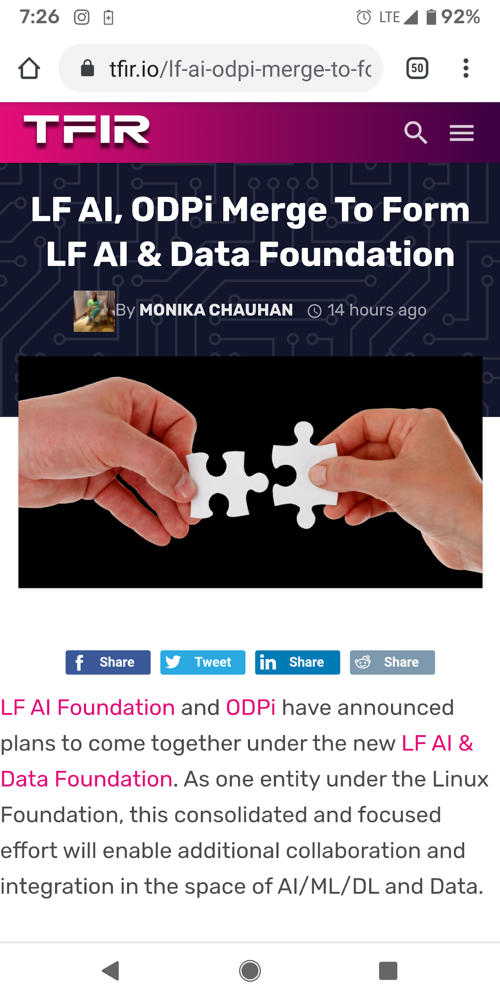 7:26 LTE 92%
tfir.io/lf-ai-odpi-merge-to-fo
50
TFIR
LF AI, ODPi Merge To Form
LF AI & Data Foundation
By MONIKA CHAUHAN 14 hours ago
Share Tweet Share Share
LF AI Foundation and ODPi have announced
plans to come together under the new LF AI &
Data Foundation. As one entity under the Linux
Foundation, this consolidated and focused
effort will enable additional collaboration and
integration in the space of AI/ML/DL and Data.